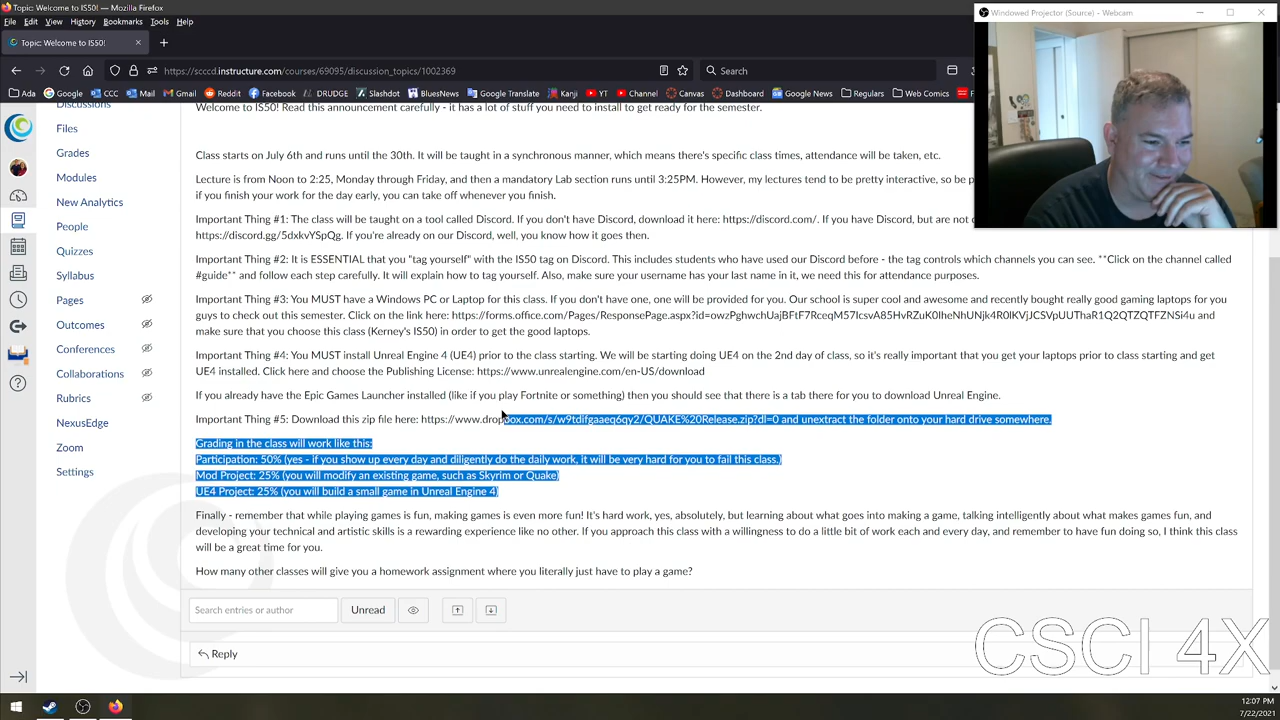 Topic: Welcome to IS50! — Mozilla Firefox
File Edit View History Bookmarks Tools Help
Windowed Projector (Source) - Webcam
Topic: Welcome to IS50!
https://scccd.instructure.com/courses/69095/discussion_topics/1002369
Search
Ada Google CCC Mail Reddit Facebook DRUDGE Slashdot BluesNews Google Translate Kanji YT Channel Canvas Dashboard Google News Regulars Web Comics
Discussions
Files
Grades
Modules
New Analytics
People
Quizzes
Syllabus
Pages
Outcomes
Conferences
Collaborations
Rubrics
NexusEdge
Zoom
Settings
Welcome to IS50! Read this announcement carefully - it has a lot of stuff you need to install to get ready for the semester.
Class starts on July 6th and runs until the 30th. It will be taught in a synchronous manner, which means there's specific class times, attendance will be taken, etc.
Lecture is from Noon to 2:25, Monday through Friday, and then a mandatory Lab section runs until 3:25PM. However, my lectures tend to be pretty interactive, so be p
if you finish your work for the day early, you can take off whenever you finish.
Important Thing #1: The class will be taught on a tool called Discord. If you don't have Discord, download it here: https://discord.com/. If you have Discord, but are not
https://discord.gg/5dxkvYSpQg. If you're already on our Discord, well, you know how it goes then.
Important Thing #2: It is ESSENTIAL that you "tag yourself" with the IS50 tag on Discord. This includes students who have used our Discord before - the tag controls which channels you can see. **Click on the channel called
#guide** and follow each step carefully. It will explain how to tag yourself. Also, make sure your username has your last name in it, we need this for attendance purposes.
Important Thing #3: You MUST have a Windows PC or Laptop for this class. If you don't have one, one will be provided for you. Our school is super cool and awesome and recently bought really good gaming laptops for you
guys to check out this semester. Click on the link here: https://forms.office.com/Pages/ResponsePage.aspx?id=owzPghwchUajBFtF7RceqM57IcsvA85HvRZuK0IheNhUNjk4R0lKVjJCSVpUUThaR1Q2QTZQTFZNSi4u and
make sure that you choose this class (Kerney's IS50) in order to get the good laptops.
Important Thing #4: You MUST install Unreal Engine 4 (UE4) prior to the class starting. We will be starting doing UE4 on the 2nd day of class, so it's really important that you get your laptops prior to class starting and get
UE4 installed. Click here and choose the Publishing License: https://www.unrealengine.com/en-US/download
If you already have the Epic Games Launcher installed (like if you play Fortnite or something) then you should see that there is a tab there for you to download Unreal Engine.
Important Thing #5: Download this zip file here: https://www.dropbox.com/s/w9tdifgaaeq6qy2/QUAKE%20Release.zip?dl=0 and unextract the folder onto your hard drive somewhere.
Grading in the class will work like this:
Participation: 50% (yes - if you show up every day and diligently do the daily work, it will be very hard for you to fail this class.)
Mod Project: 25% (you will modify an existing game, such as Skyrim or Quake)
UE4 Project: 25% (you will build a small game in Unreal Engine 4)
Finally - remember that while playing games is fun, making games is even more fun! It's hard work, yes, absolutely, but learning about what goes into making a game, talking intelligently about what makes games fun, and
developing your technical and artistic skills is a rewarding experience like no other. If you approach this class with a willingness to do a little bit of work each and every day, and remember to have fun doing so, I think this class
will be a great time for you.
How many other classes will give you a homework assignment where you literally just have to play a game?
Search entries or author
Unread
Reply
CSCI 4X
12:07 PM
7/22/2021